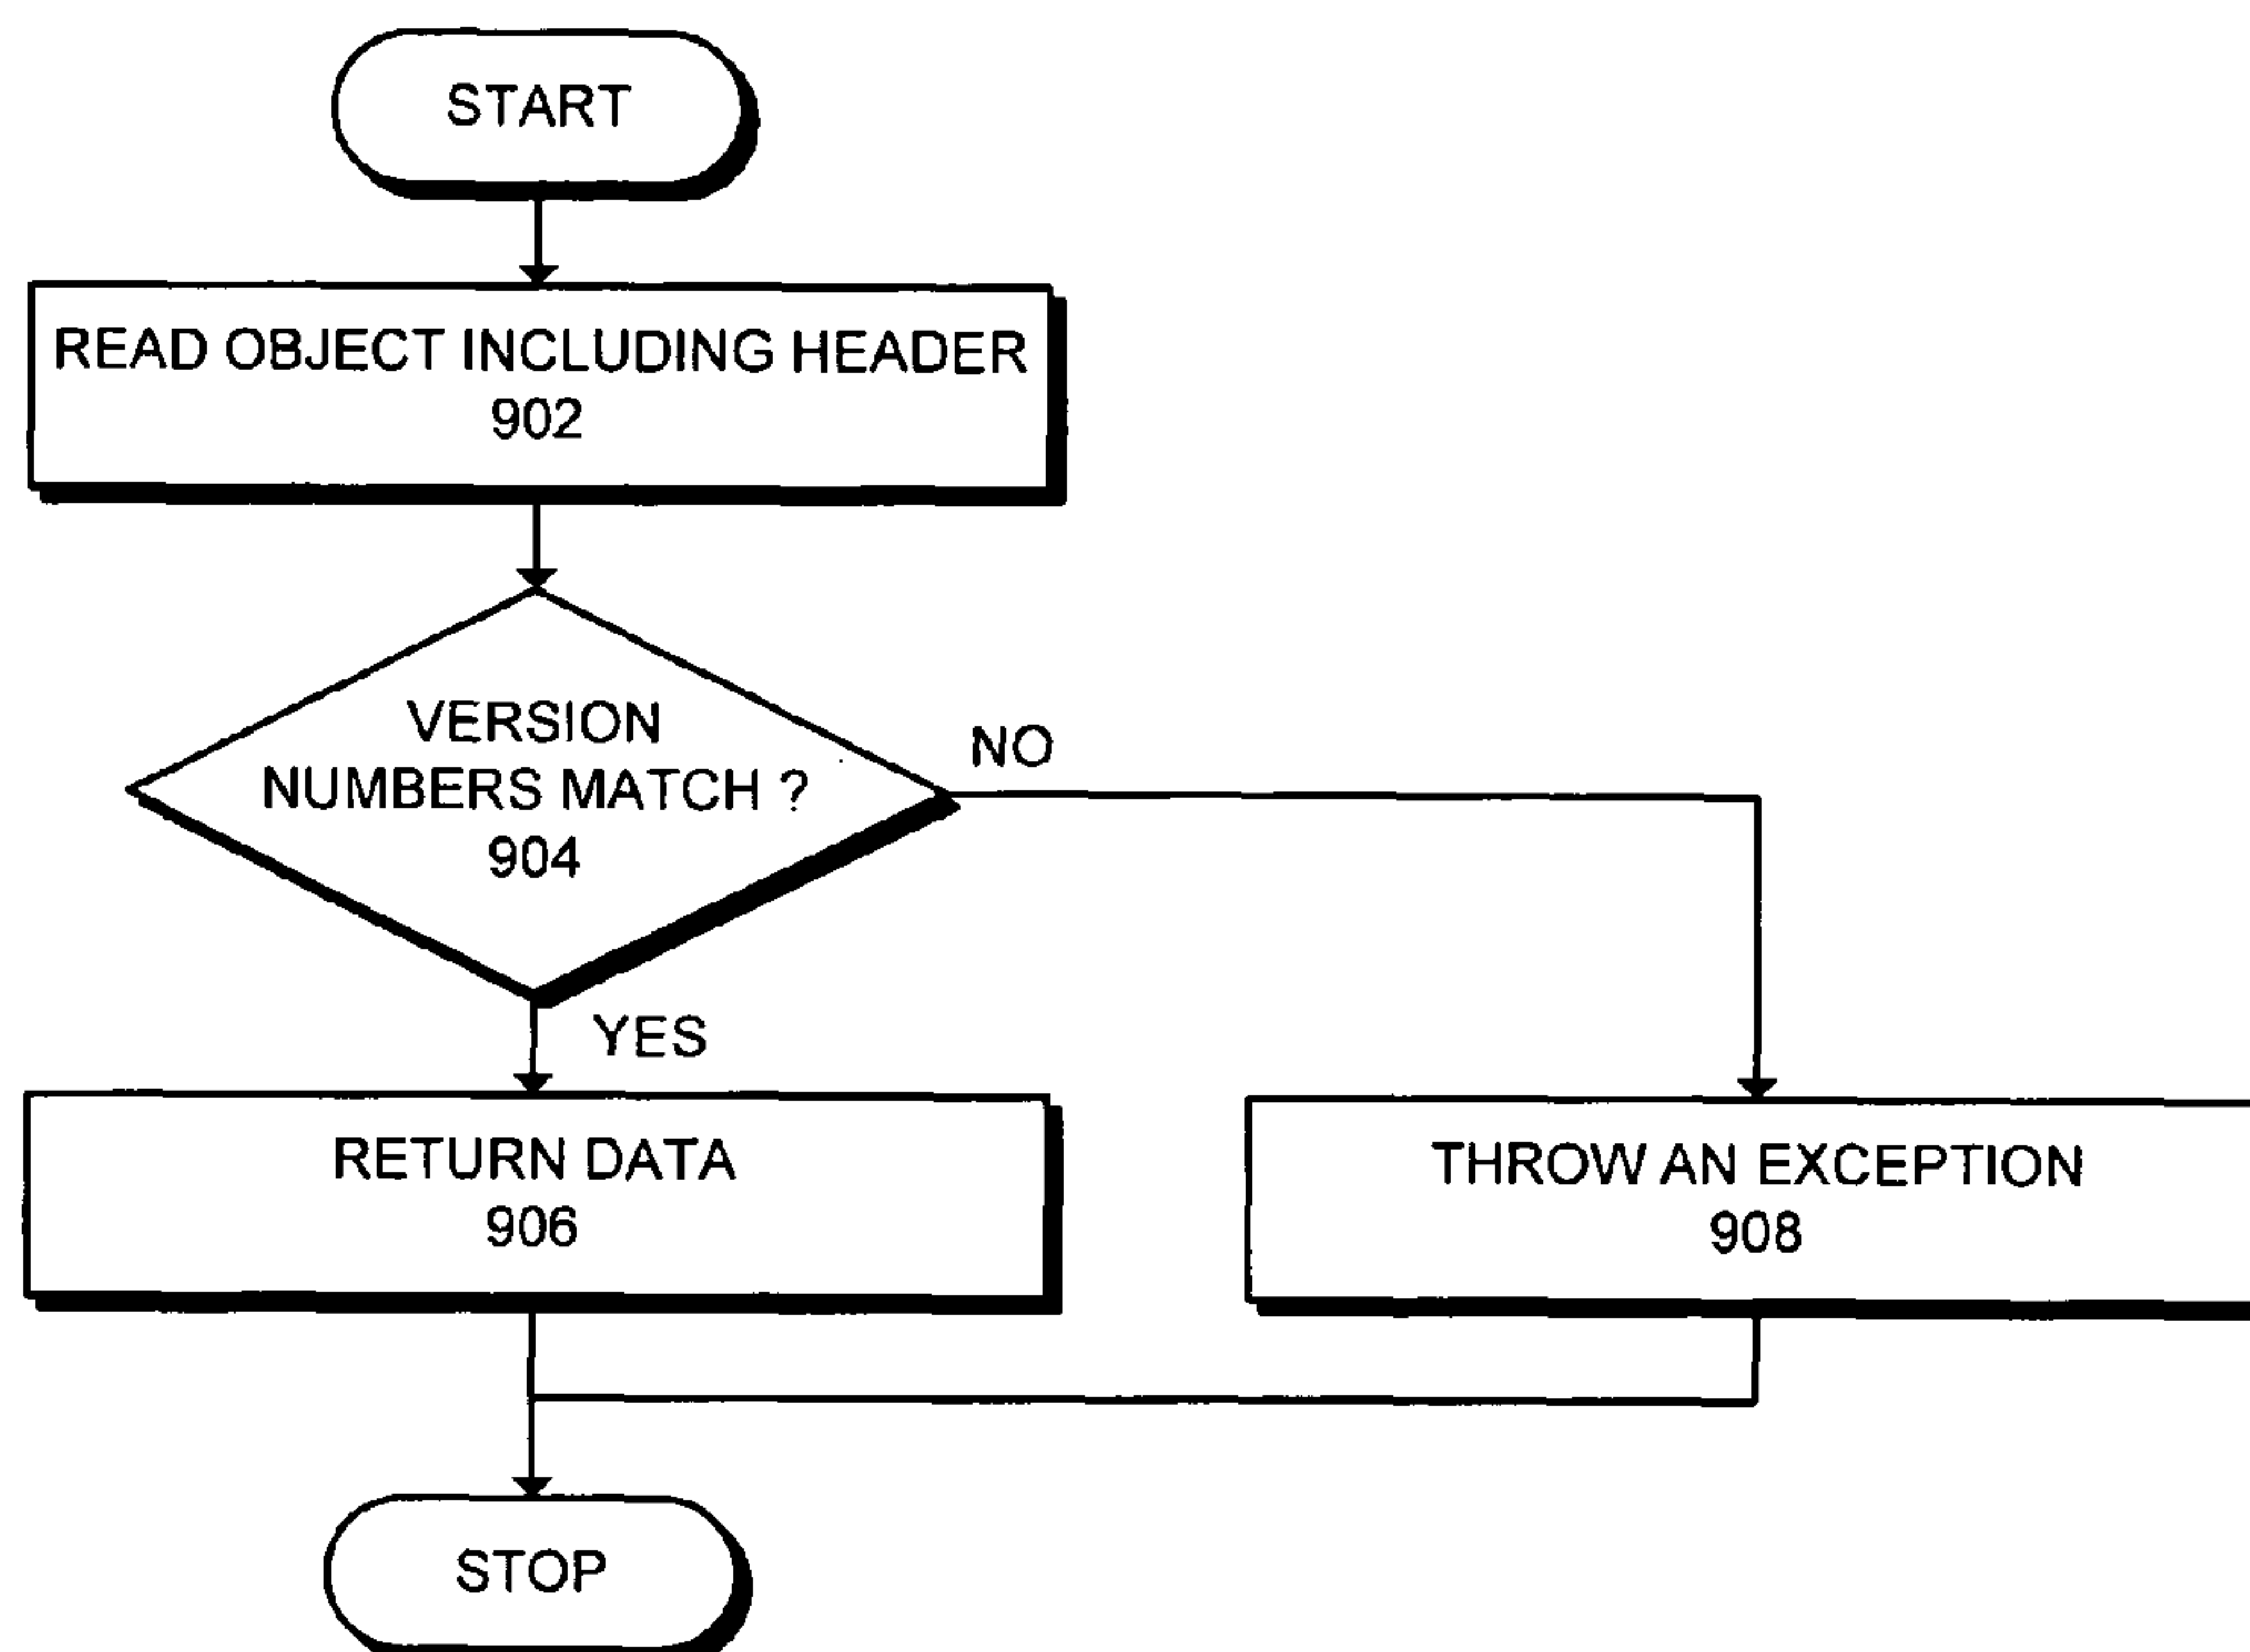 START
READ OBJECT INCLUDING HEADER
902
VERSION
NUMBERS MATCH ?
904
NO
YES
RETURN DATA
906
THROW AN EXCEPTION
908
STOP